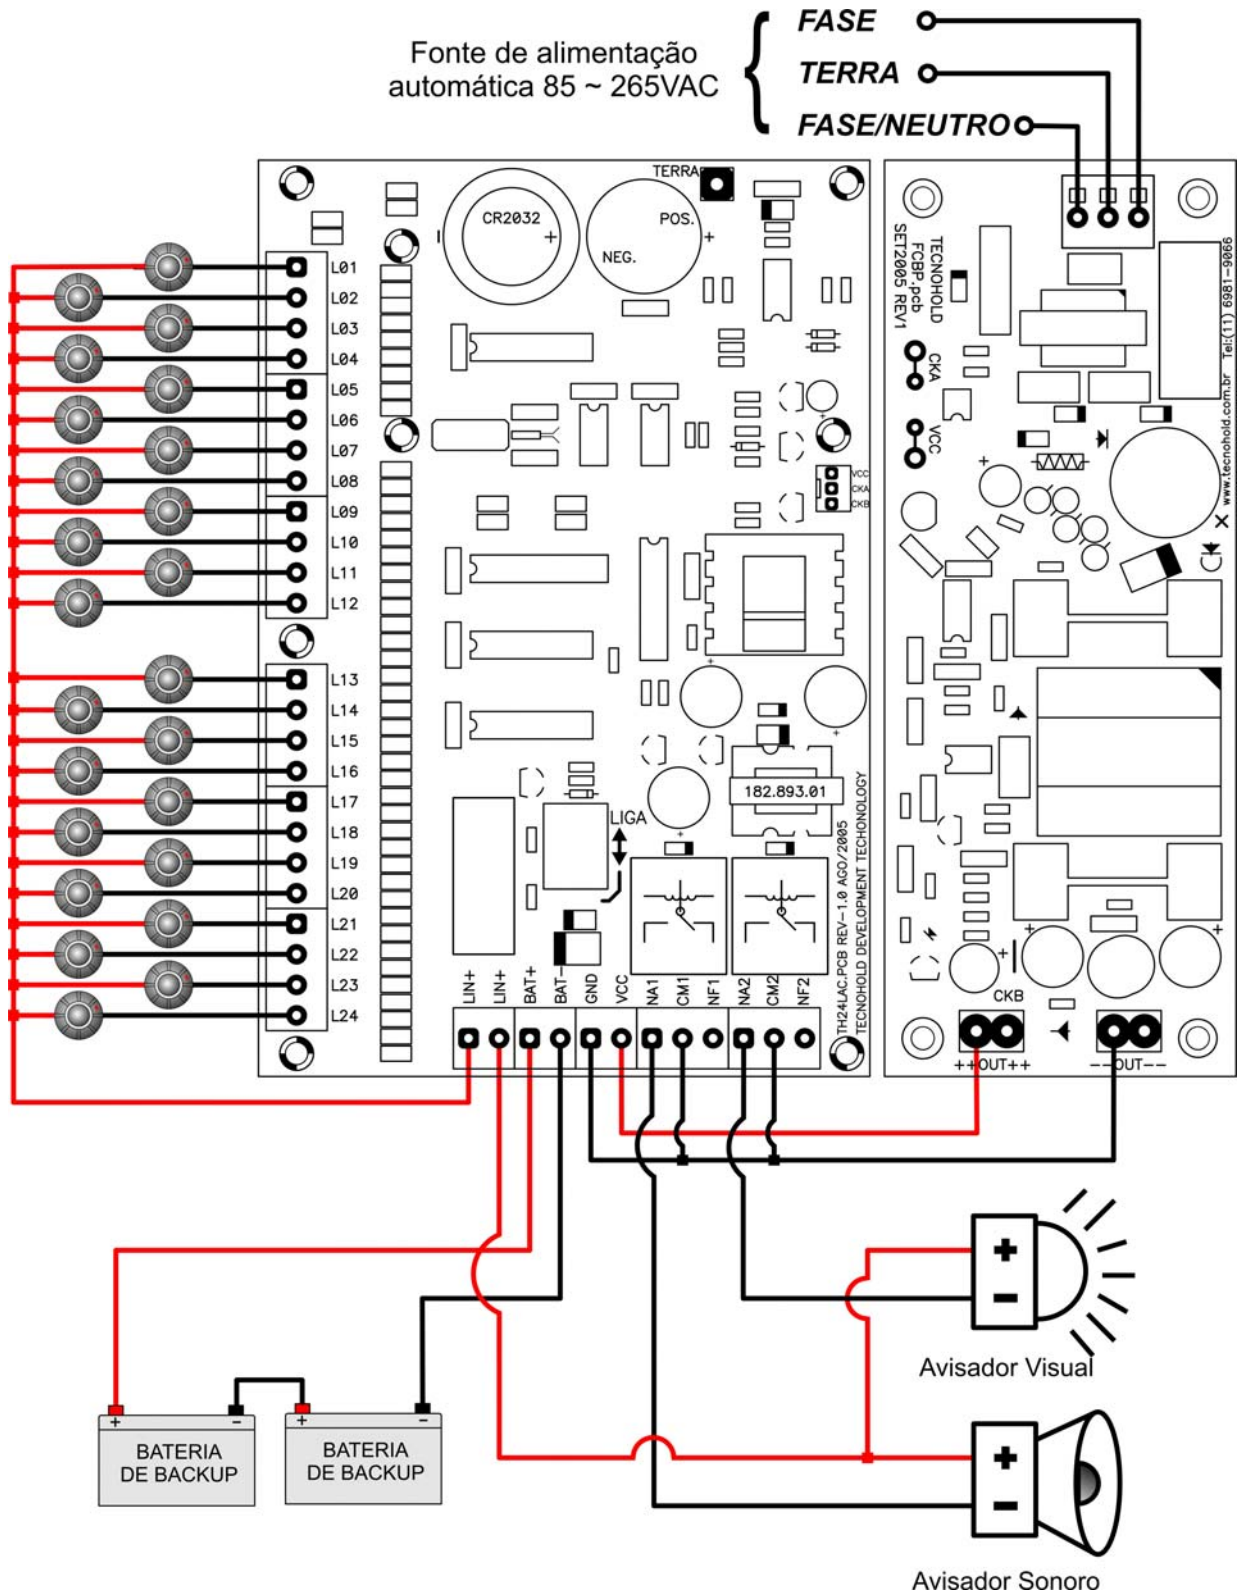 FASE
Fonte de alimentação
automática 85 ~ 265VAC
TERRA
FASE/NEUTRO
TERRA
CR2032
+
-
POS.
+
NEG.
L01
L02
L03
L04
L05
L06
L07
L08
L09
L10
L11
L12
L13
L14
L15
L16
L17
L18
L19
L20
L21
L22
L23
L24
VCC
CKA
CKB
182.893.01
LIGA
TH24LAC.PCB REV-1.0 AGO/2005
TECNOHOLD DEVELOPMENT TECHONOLOGY
LIN+
LIN+
BAT+
BAT-
GND
VCC
NA1
CM1
NF1
NA2
CM2
NF2
TECNOHOLD
FCBP.pcb
SET2005 REV1
CKA
VCC
www.tecnohold.com.br Tel:(11) 6981-9066
CKB
++OUT++
--OUT--
+
-
Avisador Visual
+ -
BATERIA
DE BACKUP
+ -
BATERIA
DE BACKUP
+
-
Avisador Sonoro